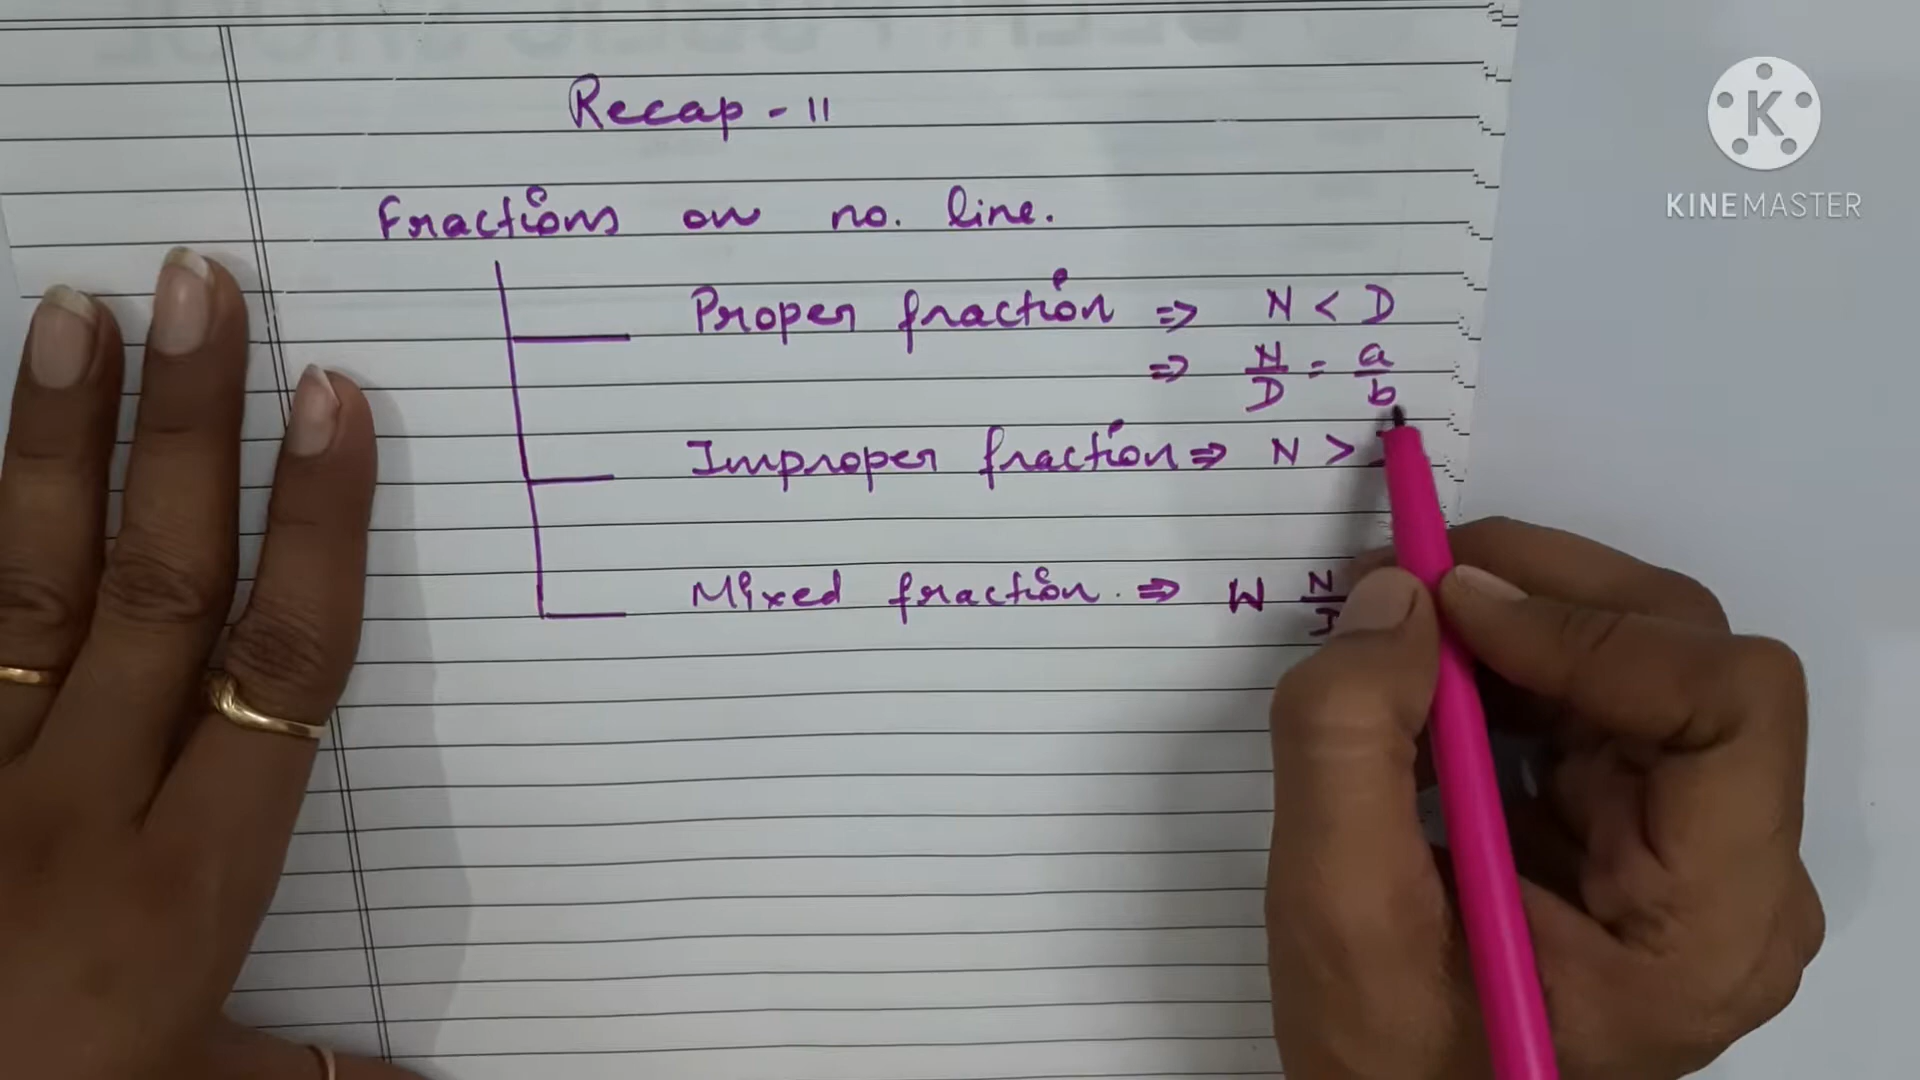 Recap - II
Fractions on no. line.
Proper fraction ⇒ N < D
⇒ N/D = a/b
Improper fraction ⇒ N >
Mixed fraction. ⇒ W N/
KINEMASTER